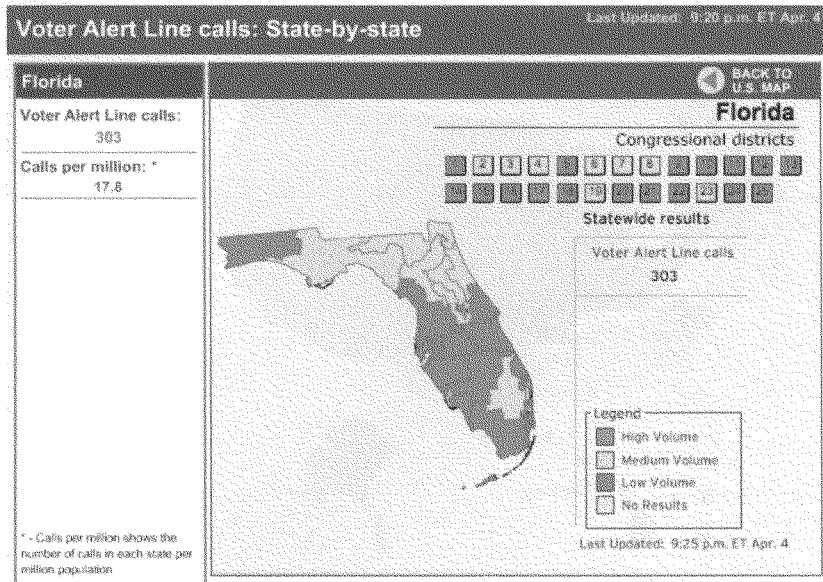 Voter Alert Line calls: State-by-state
Last Updated: 9:20 p.m. ET Apr. 4
Florida
Voter Alert Line calls:
303
Calls per million: *
17.8
* - Calls per million shows the
number of calls in each state per
million population
BACK TO
U.S. MAP
Florida
Congressional districts
2 3 4 6 7 8
22 23
Statewide results
Voter Alert Line calls
303
Legend
High Volume
Medium Volume
Low Volume
No Results
Last Updated: 9:25 p.m. ET Apr. 4